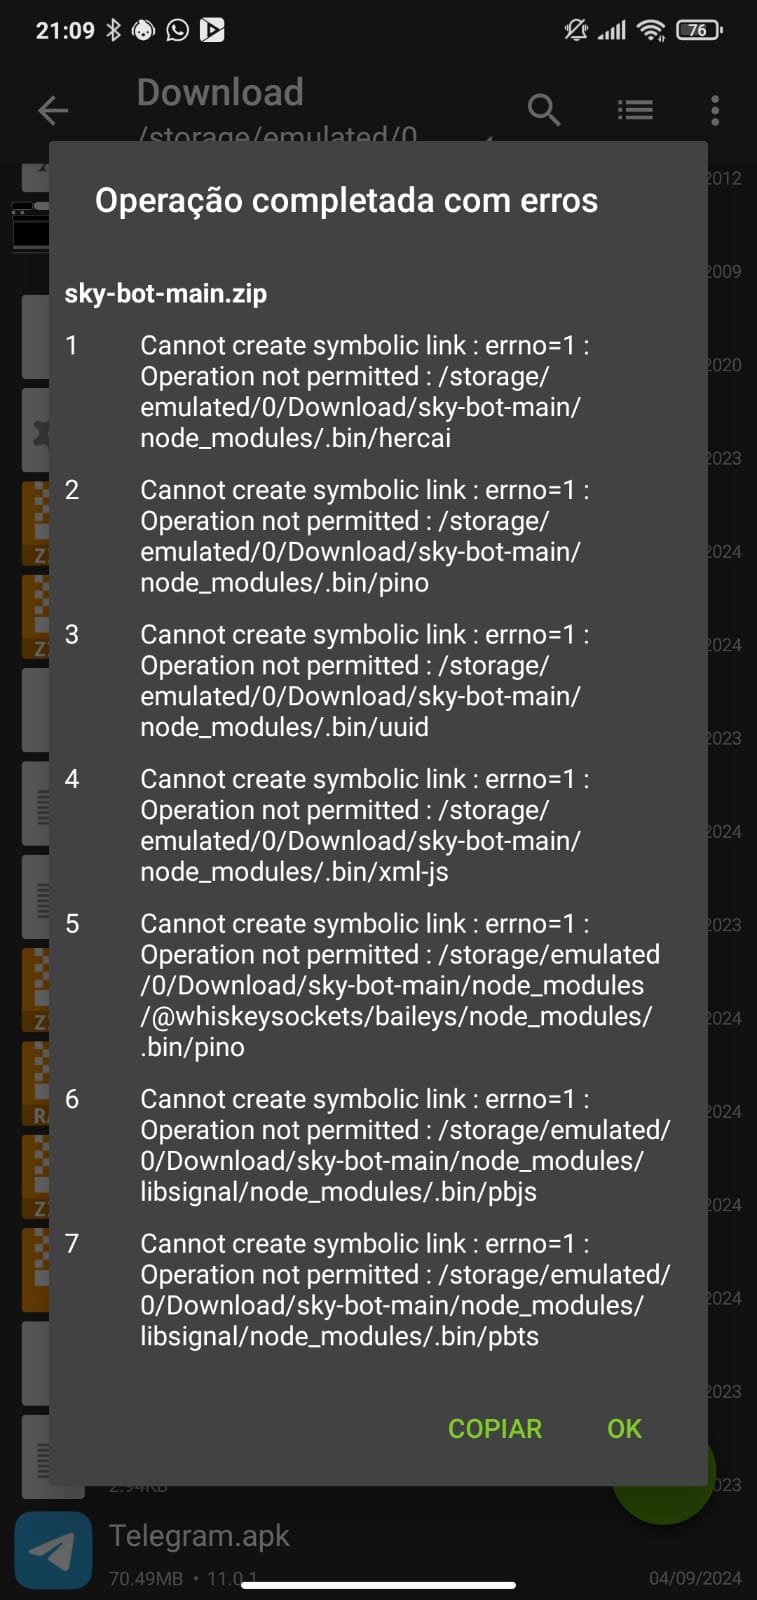 21:09
76
Download
/storage/emulated/0
2012
Operação completada com erros
2009
sky-bot-main.zip
1 Cannot create symbolic link : errno=1 :
Operation not permitted : /storage/
2020
emulated/0/Download/sky-bot-main/
node_modules/.bin/hercai
2023
2 Cannot create symbolic link : errno=1 :
Operation not permitted : /storage/
emulated/0/Download/sky-bot-main/
2024
Z
node_modules/.bin/pino
3 Cannot create symbolic link : errno=1 :
2024
Z
Operation not permitted : /storage/
emulated/0/Download/sky-bot-main/
node_modules/.bin/uuid
2023
4 Cannot create symbolic link : errno=1 :
Operation not permitted : /storage/
2024
emulated/0/Download/sky-bot-main/
node_modules/.bin/xml-js
5 Cannot create symbolic link : errno=1 :
2023
Operation not permitted : /storage/emulated
/0/Download/sky-bot-main/node_modules
2024
Z
/@whiskeysockets/baileys/node_modules/
.bin/pino
6 Cannot create symbolic link : errno=1 :
2024
RA
Operation not permitted : /storage/emulated/
0/Download/sky-bot-main/node_modules/
libsignal/node_modules/.bin/pbjs
2024
Z
7 Cannot create symbolic link : errno=1 :
Operation not permitted : /storage/emulated/
2024
0/Download/sky-bot-main/node_modules/
libsignal/node_modules/.bin/pbts
2023
COPIAR OK
2.94KB
023
Telegram.apk
70.49MB • 11.0.1
04/09/2024